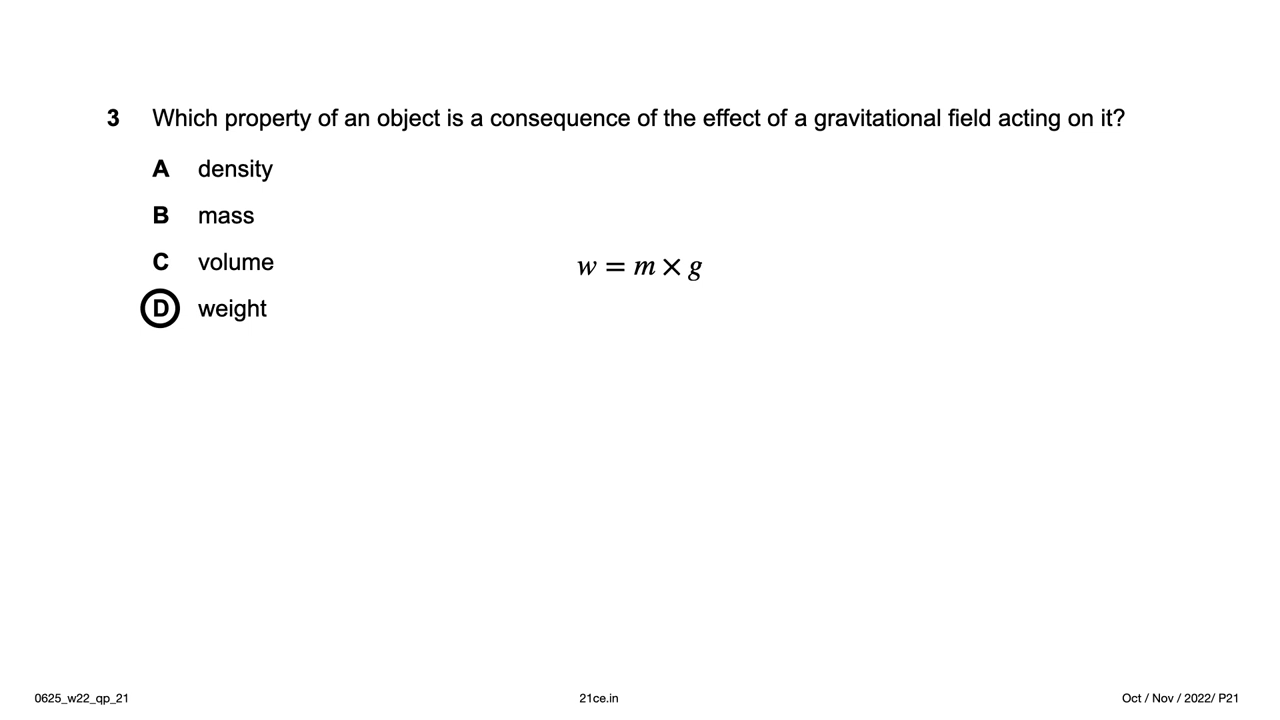 3 Which property of an object is a consequence of the effect of a gravitational field acting on it?
A density
B mass
C volume
w = m × g
D weight
0625_w22_qp_21
21ce.in
Oct / Nov / 2022/ P21